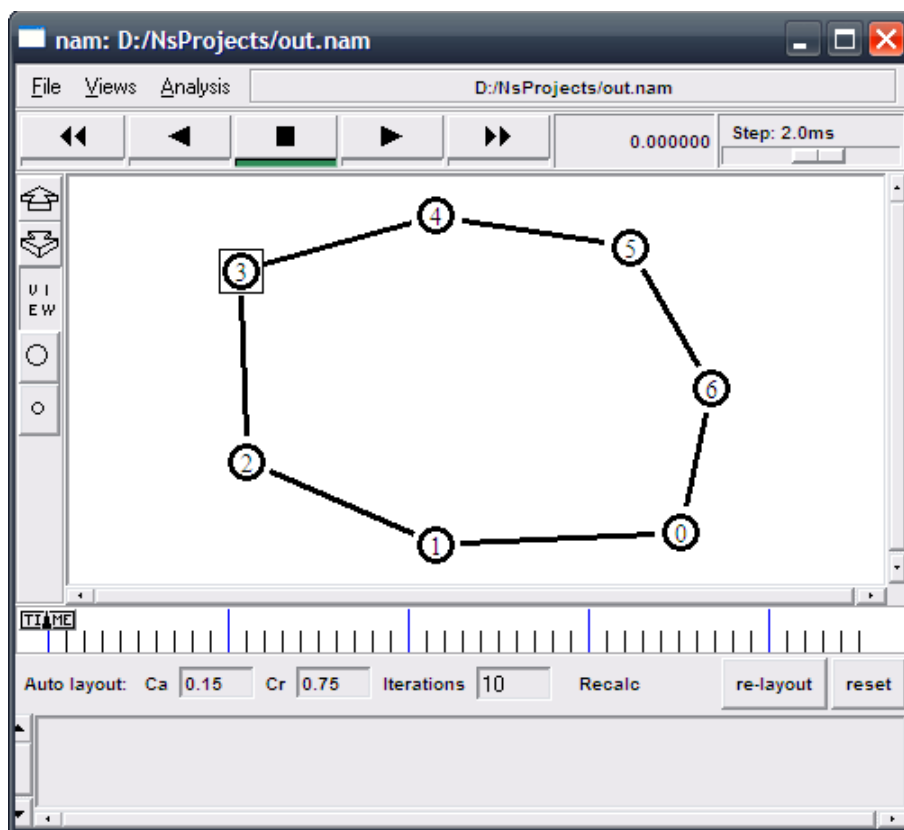 nam: D:/NsProjects/out.nam
File Views Analysis D:/NsProjects/out.nam
0.000000 Step: 2.0ms
4
5
3
V I
E W
6
2
0
1
TIME
Auto layout: Ca 0.15 Cr 0.75 Iterations 10 Recalc re-layout reset